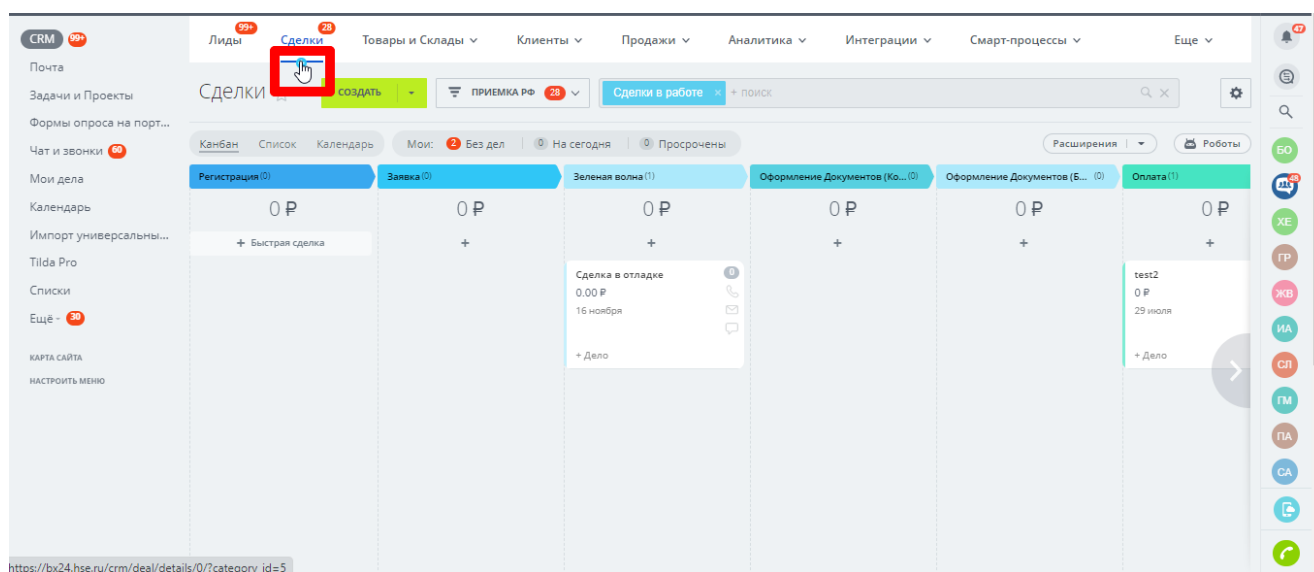 CRM 99+
Почта
Задачи и Проекты
Формы опроса на порт...
Чат и звонки 60
Мои дела
Календарь
Импорт универсальны...
Tilda Pro
Списки
Ещё - 30
КАРТА САЙТА
НАСТРОИТЬ МЕНЮ
99+ 28
Лиды Сделки Товары и Склады Клиенты Продажи Аналитика Интеграции Смарт-процессы Еще
Сделки СОЗДАТЬ ПРИЕМКА РФ 28 Сделки в работе × + поиск
Канбан Список Календарь Мои: 2 Без дел 0 На сегодня 0 Просрочены Расширения Роботы
Регистрация (0) Заявка (0) Зеленая волна (1) Оформление Документов (Ко... (0) Оформление Документов (Б... (0) Оплата (1)
0 ₽ 0 ₽ 0 ₽ 0 ₽ 0 ₽ 0 ₽
+ Быстрая сделка + + + + +
Сделка в отладке 0
0.00 ₽
16 ноября
+ Дело
test2
0 ₽
29 июля
+ Дело
47
БО
48
ХЕ
ГР
ЖВ
ИА
СП
ГМ
ПА
СА
https://bx24.hse.ru/crm/deal/details/0/?category_id=5